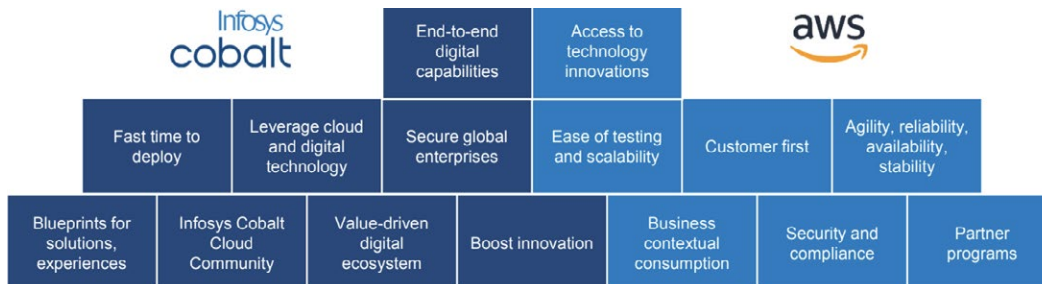 Infosys
cobalt
End-to-end
digital
capabilities
Access to
technology
innovations
aws
Fast time to
deploy
Leverage cloud
and digital
technology
Secure global
enterprises
Ease of testing
and scalability
Customer first
Agility, reliability,
availability,
stability
Blueprints for
solutions,
experiences
Infosys Cobalt
Cloud
Community
Value-driven
digital
ecosystem
Boost innovation
Business
contextual
consumption
Security and
compliance
Partner
programs